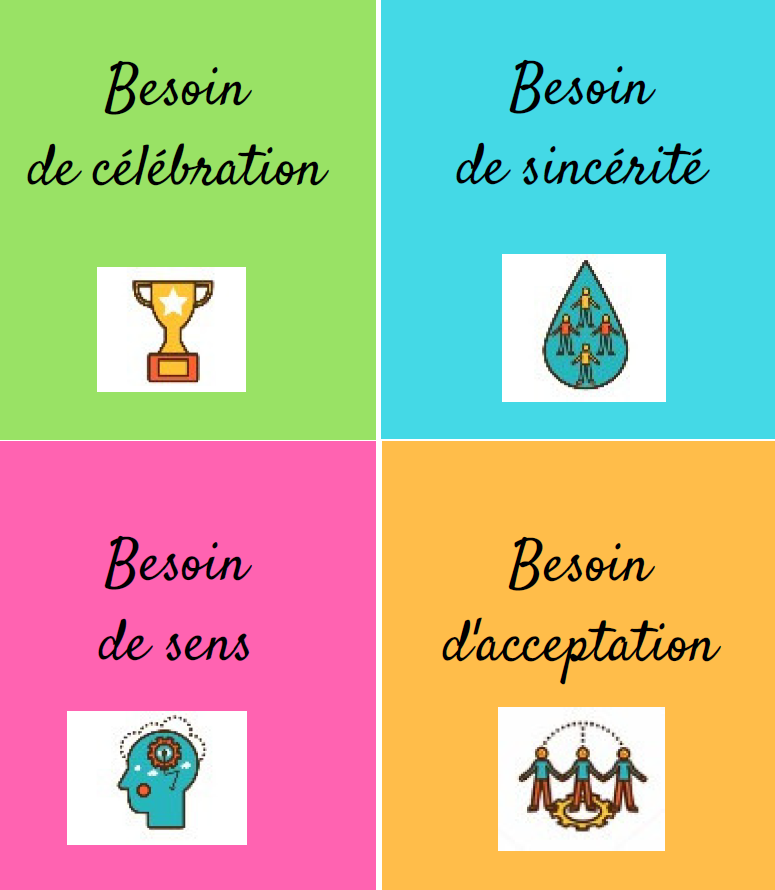 Besoin
de célébration
Besoin
de sincérité
Besoin
de sens
Besoin
d'acceptation